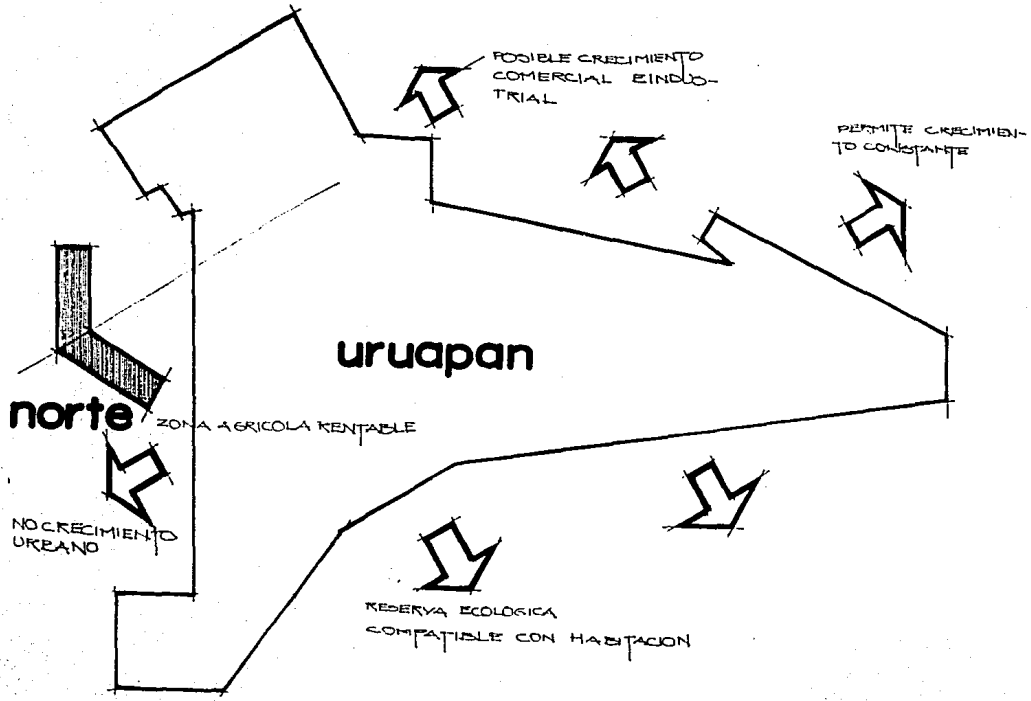 POSIBLE CRECIMIENTO
COMERCIAL E INDUS-
TRIAL
PERMITE CRECIMIEN-
TO CONSTANTE
uruapan
norte
ZONA AGRICOLA RENTABLE
NO CRECIMIENTO
URBANO
RESERVA ECOLOGICA
COMPATIBLE CON HABITACION